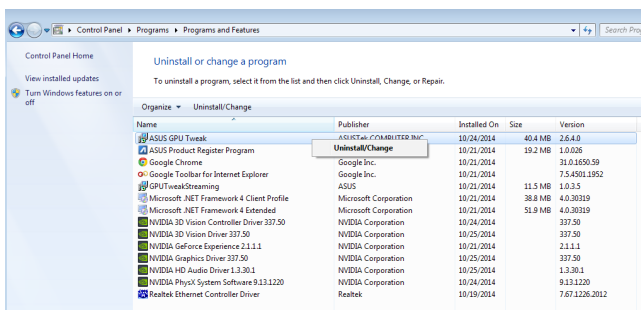 Control Panel ▸ Programs ▸ Programs and Features
Search Pro
Control Panel Home
View installed updates
Turn Windows features on or
off
Uninstall or change a program
To uninstall a program, select it from the list and then click Uninstall, Change, or Repair.
Organize Uninstall/Change
Name Publisher Installed On Size Version
ASUS GPU Tweak ASUSTek COMPUTER INC. 10/24/2014 40.4 MB 2.6.4.0
Uninstall/Change
ASUS Product Register Program 10/21/2014 19.2 MB 1.0.026
Google Chrome Google Inc. 10/21/2014 31.0.1650.59
Google Toolbar for Internet Explorer Google Inc. 10/21/2014 7.5.4501.1952
GPUTweakStreaming ASUS 10/21/2014 11.5 MB 1.0.3.5
Microsoft .NET Framework 4 Client Profile Microsoft Corporation 10/21/2014 38.8 MB 4.0.30319
Microsoft .NET Framework 4 Extended Microsoft Corporation 10/21/2014 51.9 MB 4.0.30319
NVIDIA 3D Vision Controller Driver 337.50 NVIDIA Corporation 10/24/2014 337.50
NVIDIA 3D Vision Driver 337.50 NVIDIA Corporation 10/25/2014 337.50
NVIDIA GeForce Experience 2.1.1.1 NVIDIA Corporation 10/21/2014 2.1.1.1
NVIDIA Graphics Driver 337.50 NVIDIA Corporation 10/25/2014 337.50
NVIDIA HD Audio Driver 1.3.30.1 NVIDIA Corporation 10/25/2014 1.3.30.1
NVIDIA PhysX System Software 9.13.1220 NVIDIA Corporation 10/24/2014 9.13.1220
Realtek Ethernet Controller Driver Realtek 10/19/2014 7.67.1226.2012